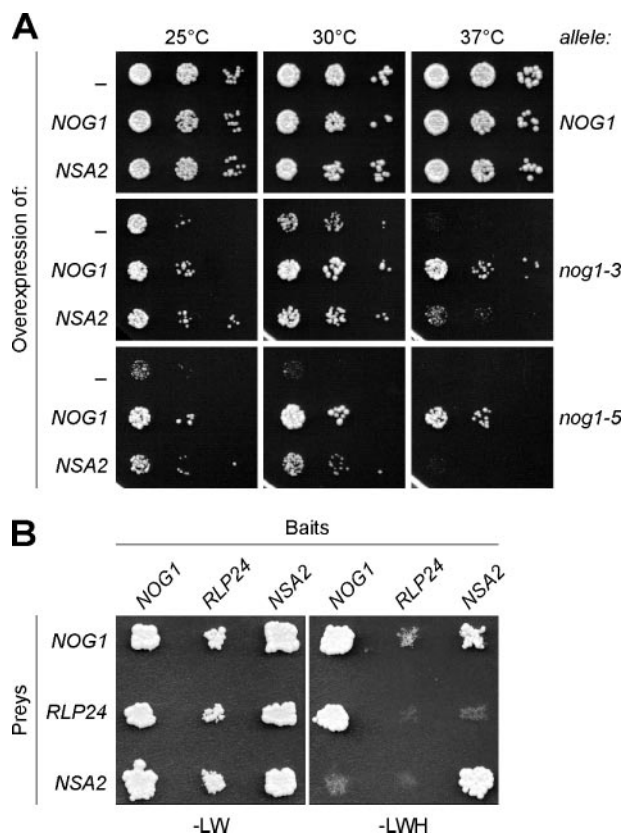 A
25°C 30°C 37°C allele:
Overexpression of:
–
NOG1 NOG1
NSA2
–
NOG1 nog1-3
NSA2
–
NOG1 nog1-5
NSA2
B
Baits
NOG1 RLP24 NSA2 NOG1 RLP24 NSA2
Preys
NOG1
RLP24
NSA2
-LW -LWH